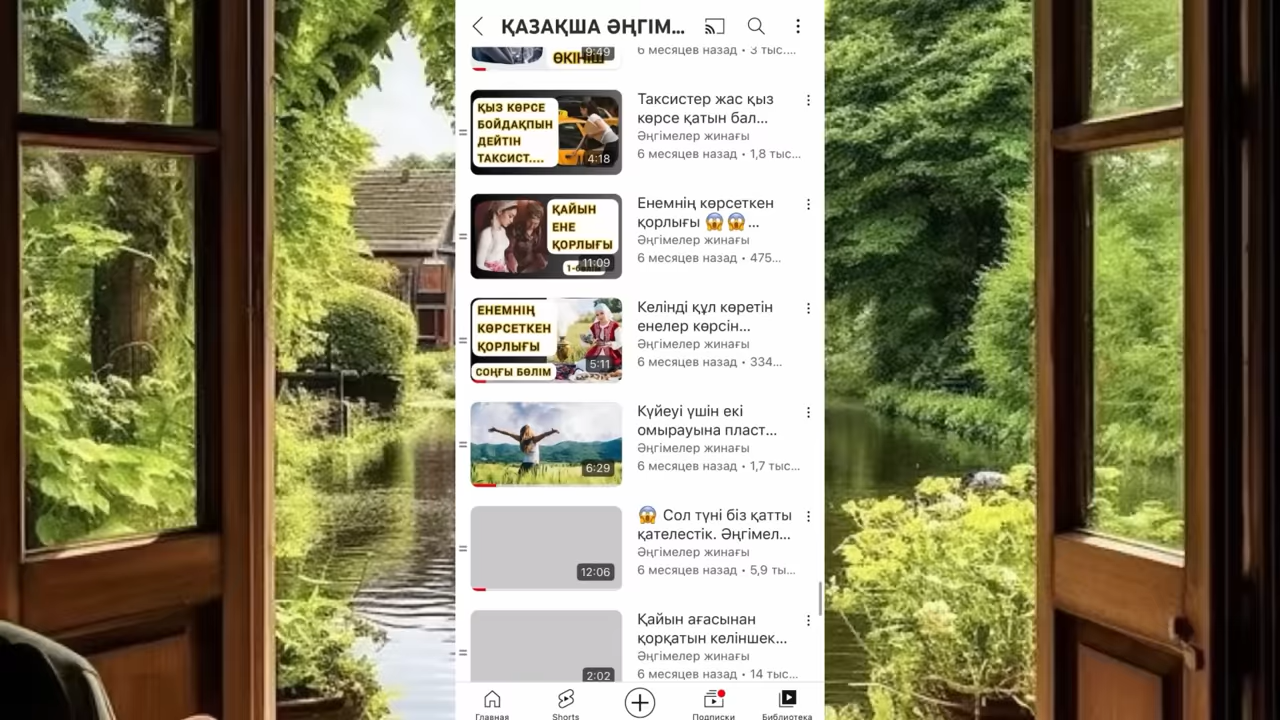 ҚАЗАҚША ӘҢГІМ...
9:49
ӨКІНІШ
6 месяцев назад • 3 тыс....
ҚЫЗ КӨРСЕ
БОЙДАҚПЫН
ДЕЙТІН
ТАКСИСТ....
4:18
Таксистер жас қыз
көрсе қатын бал...
Әңгімелер жинағы
6 месяцев назад • 1,8 тыс...
ҚАЙЫН
ЕНЕ
ҚОРЛЫҒЫ
11:09
1-бөлім
Енемнің көрсеткен
қорлығы 😱😱...
Әңгімелер жинағы
6 месяцев назад • 475...
ЕНЕМНІҢ
КӨРСЕТКЕН
ҚОРЛЫҒЫ
5:11
СОҢҒЫ БӨЛІМ
Келінді құл көретін
енелер көрсін...
Әңгімелер жинағы
6 месяцев назад • 334...
6:29
Күйеуі үшін екі
омырауына пласт...
Әңгімелер жинағы
6 месяцев назад • 1,7 тыс...
12:06
😱 Сол түні біз қатты
қателестік. Әңгімел...
Әңгімелер жинағы
6 месяцев назад • 5,9 ты...
2:02
Қайын ағасынан
қорқатын келіншек...
Әңгімелер жинағы
6 месяцев назад • 14 тыс...
Главная
Shorts
Подписки
Библиотека